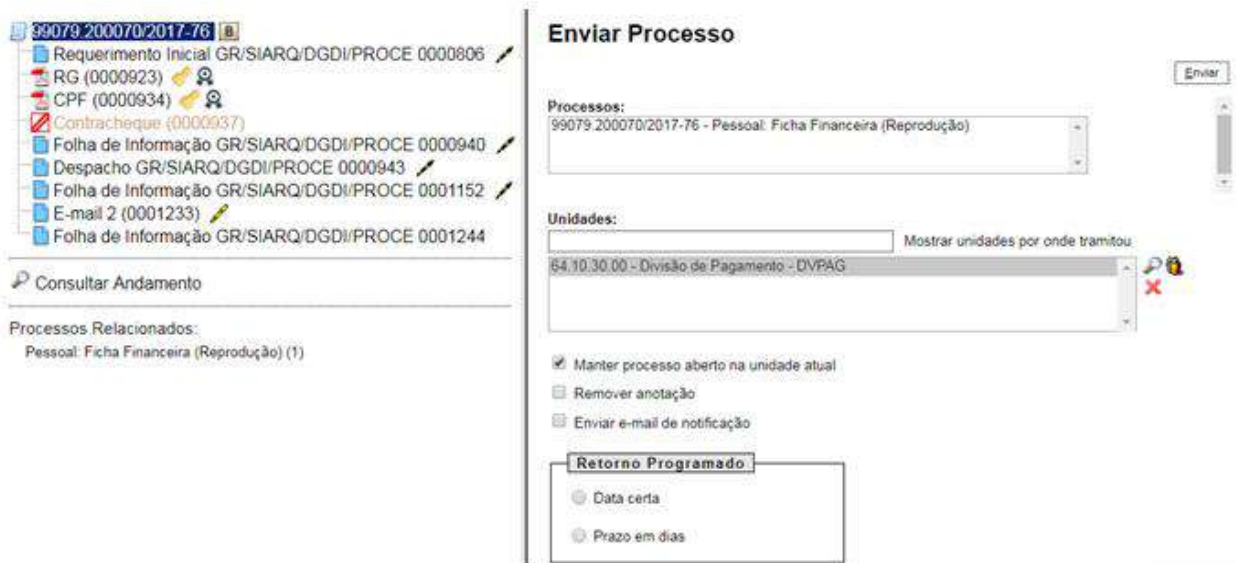 99079.200070/2017-76 B
Requerimento Inicial GR/SIARQ/DGDI/PROCE 0000806
RG (0000923)
CPF (0000934)
Contracheque (0000937)
Folha de Informação GR/SIARQ/DGDI/PROCE 0000940
Despacho GR/SIARQ/DGDI/PROCE 0000943
Folha de Informação GR/SIARQ/DGDI/PROCE 0001152
E-mail 2 (0001233)
Folha de Informação GR/SIARQ/DGDI/PROCE 0001244
Consultar Andamento
Processos Relacionados:
Pessoal: Ficha Financeira (Reprodução) (1)
Enviar Processo
Enviar
Processos:
99079.200070/2017-76 - Pessoal: Ficha Financeira (Reprodução)
Unidades:
Mostrar unidades por onde tramitou
64.10.30.00 - Divisão de Pagamento - DVPAG
Manter processo aberto na unidade atual
Remover anotação
Enviar e-mail de notificação
Retorno Programado
Data certa
Prazo em dias